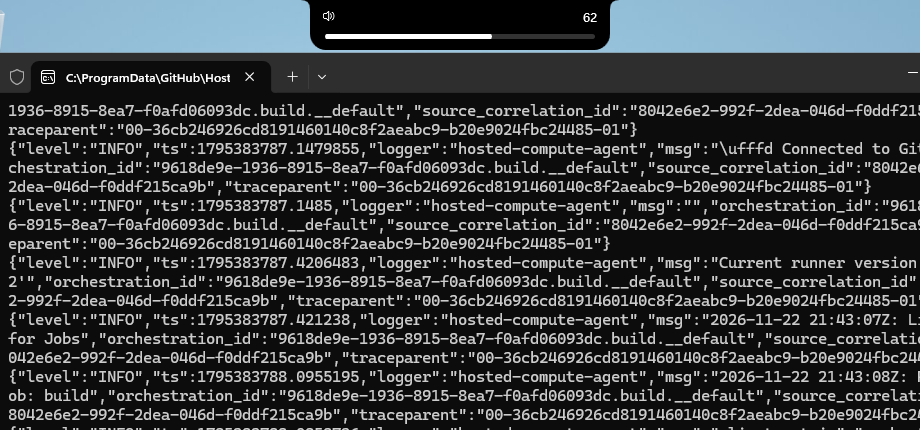 62
C:\ProgramData\GitHub\Host
1936-8915-8ea7-f0afd06093dc.build.__default","source_correlation_id":"8042e6e2-992f-2dea-046d-f0ddf215
raceparent":"00-36cb246926cd8191460140c8f2aeabc9-b20e9024fbc24485-01"}
{"level":"INFO","ts":1795383787.1479855,"logger":"hosted-compute-agent","msg":"\ufffd Connected to Git
chestration_id":"9618de9e-1936-8915-8ea7-f0afd06093dc.build.__default","source_correlation_id":"8042e
2dea-046d-f0ddf215ca9b","traceparent":"00-36cb246926cd8191460140c8f2aeabc9-b20e9024fbc24485-01"}
{"level":"INFO","ts":1795383787.1485,"logger":"hosted-compute-agent","msg":"","orchestration_id":"9618
6-8915-8ea7-f0afd06093dc.build.__default","source_correlation_id":"8042e6e2-992f-2dea-046d-f0ddf215ca
eparent":"00-36cb246926cd8191460140c8f2aeabc9-b20e9024fbc24485-01"}
{"level":"INFO","ts":1795383787.4206483,"logger":"hosted-compute-agent","msg":"Current runner version
2'","orchestration_id":"9618de9e-1936-8915-8ea7-f0afd06093dc.build.__default","source_correlation_id"
2-992f-2dea-046d-f0ddf215ca9b","traceparent":"00-36cb246926cd8191460140c8f2aeabc9-b20e9024fbc24485-01"
{"level":"INFO","ts":1795383787.421238,"logger":"hosted-compute-agent","msg":"2026-11-22 21:43:07Z: Li
for Jobs","orchestration_id":"9618de9e-1936-8915-8ea7-f0afd06093dc.build.__default","source_correlatio
042e6e2-992f-2dea-046d-f0ddf215ca9b","traceparent":"00-36cb246926cd8191460140c8f2aeabc9-b20e9024fbc244
{"level":"INFO","ts":1795383788.0955195,"logger":"hosted-compute-agent","msg":"2026-11-22 21:43:08Z:
ob: build","orchestration_id":"9618de9e-1936-8915-8ea7-f0afd06093dc.build.__default","source_correlat
8042e6e2-992f-2dea-046d-f0ddf215ca9b","traceparent":"00-36cb246926cd8191460140c8f2aeabc9-b20e9024fbc24